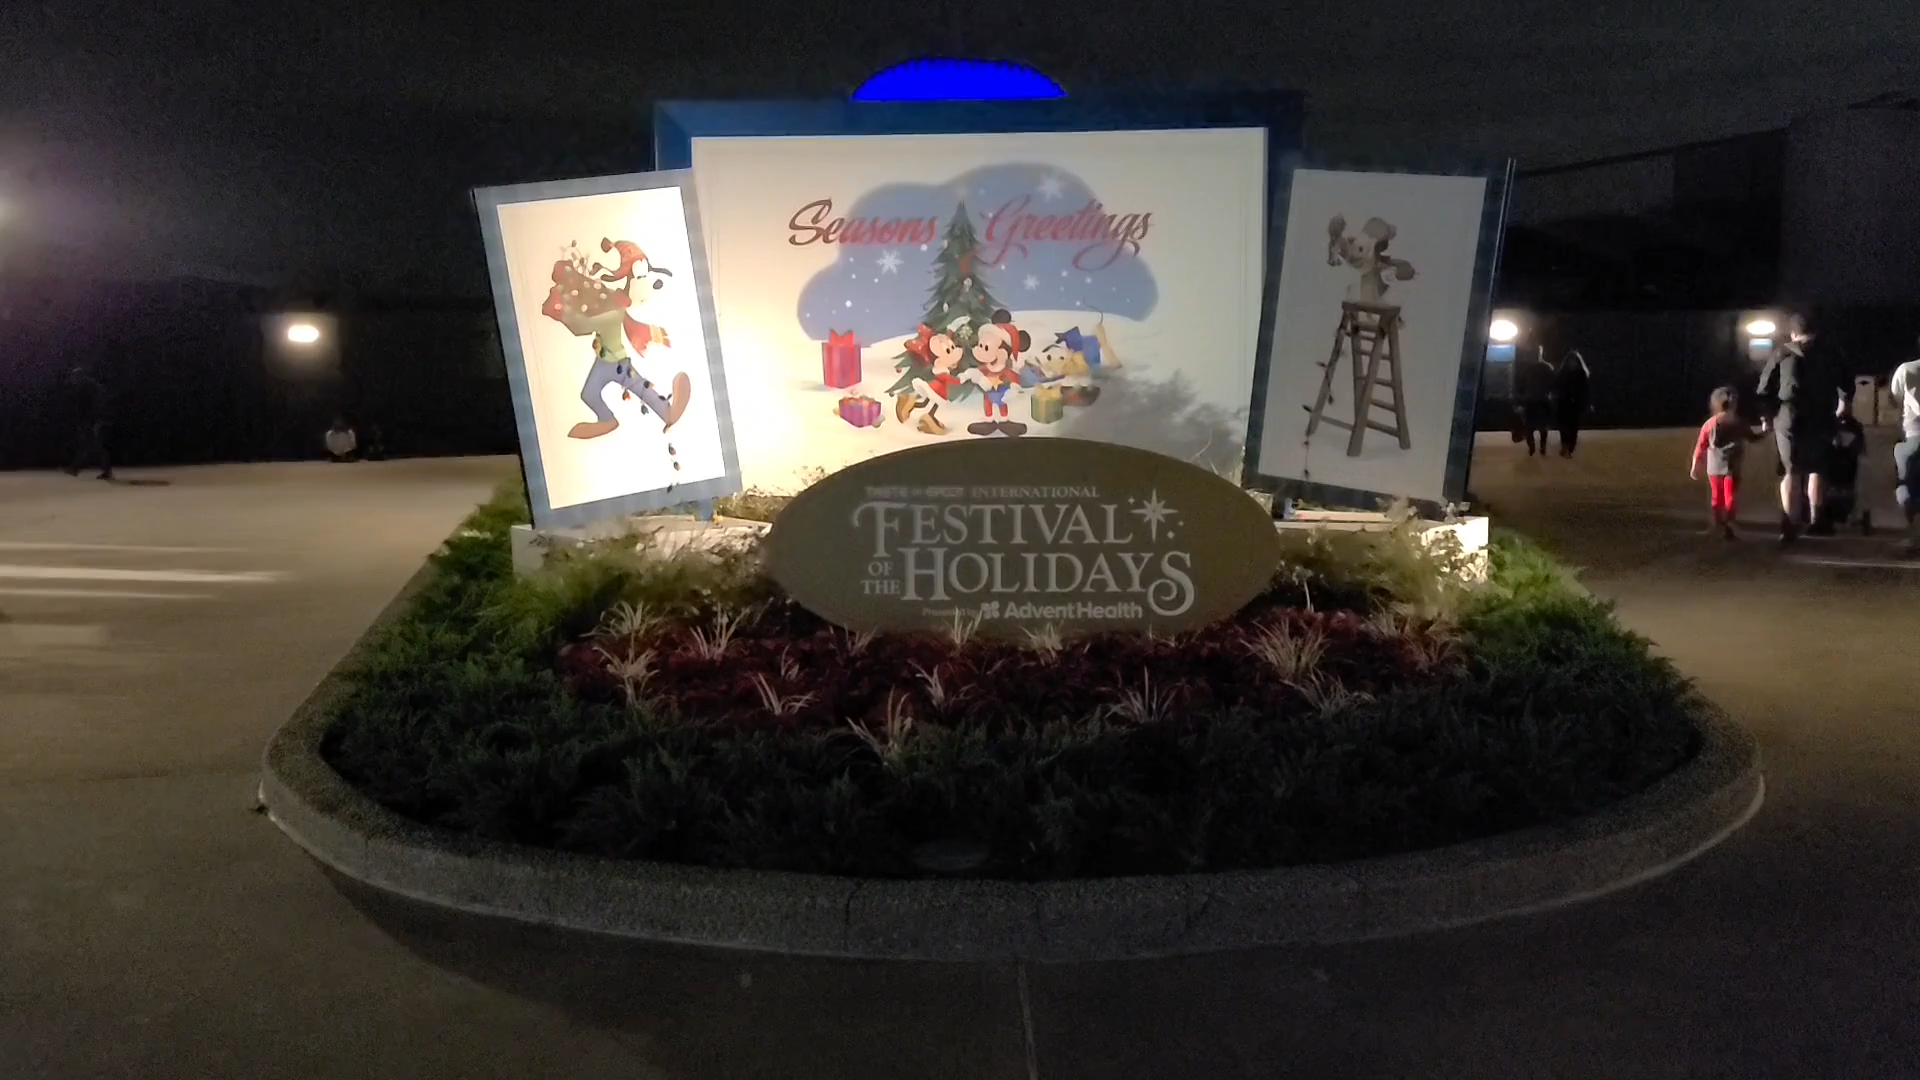 Seasons Greetings
TASTE OF EPCOT INTERNATIONAL
FESTIVAL
OF THE HOLIDAYS
Presented by AdventHealth